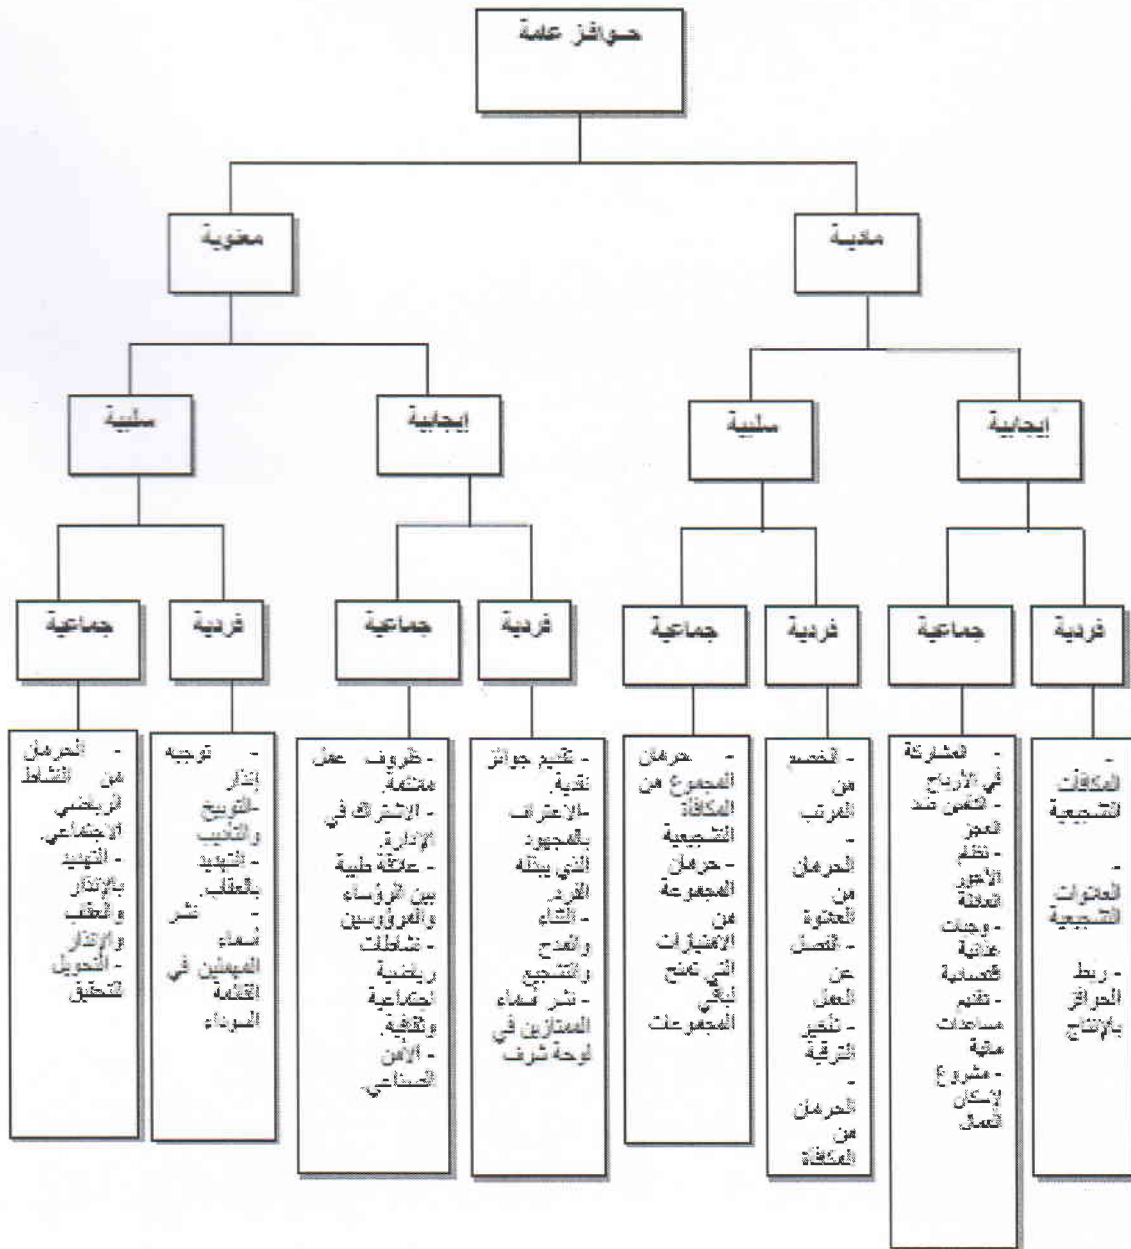 حوافز عامة
مادية
معنوية
إيجابية
سلبية
إيجابية
سلبية
فردية
جماعية
فردية
جماعية
فردية
جماعية
فردية
جماعية
-
المكافآت
التشجيعية
-
العلاوات
التشجيعية
- ربط
الحوافز
بالإنتاج
- المشاركة
في الأرباح
- التأمين ضد
العجز
- نظم
الأجور
العادلة
- وجبات
غذائية
اقتصادية
- تقديم
مساعدات
مالية
- مشروع
إسكان
العمال
- الخصم
من
المرتب
-
الحرمان
من
العلاوة
- الفصل
عن
العمل
- تأخير
الترقية
-
الحرمان
من
المكافأة
- حرمان
المجموع من
المكافأة
التشجيعية
- حرمان
المجموعة
من
الامتيازات
التي تمنح
لباقي
المجموعات
- تقديم جوائز
نقدية.
-الاعتراف
بالمجهود
الذي يبذله
الفرد.
- الثناء
والمدح
والتشجيع
- نشر أسماء
الممتازين في
لوحة شرف
- ظروف عمل
ملائمة.
- الاشتراك في
الإدارة.
- علاقة طيبة
بين الرؤساء
والمرؤوسين
- نشاطات
رياضية
اجتماعية
وثقافية.
- الأمن
الصناعي.
- توجيه
إنذار
-التوبيخ
والتأنيب
- التهديد
بالعقاب.
- نشر
أسماء
المهملين في
القائمة
السوداء
- الحرمان
من النشاط
الرياضي
الاجتماعي.
- التهديد
بالإنذار
والعقاب
والإنذار
- التحويل
للتحقيق